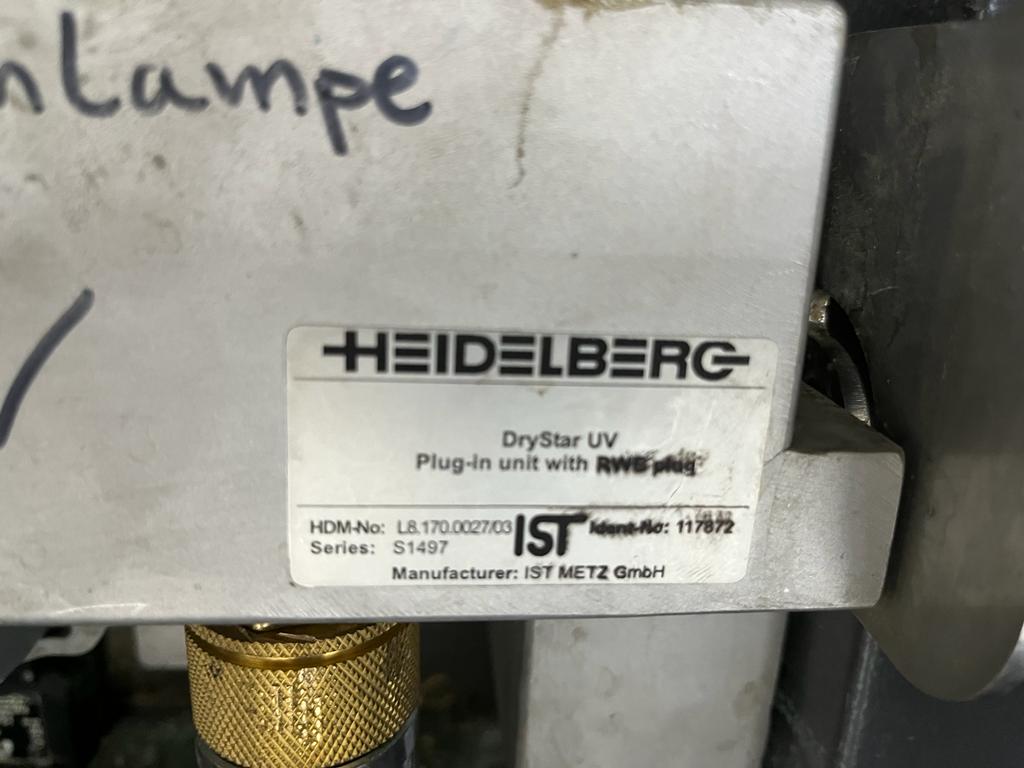 nLampe
HEIDELBERG
DryStar UV
Plug-in unit with RWB plug
HDM-No: L8.170.0027/03 IST Ident-No: 117872
Series: S1497
Manufacturer: IST METZ GmbH